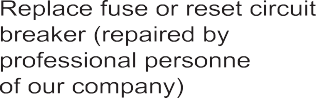 Replace fuse or reset circuit
breaker (repaired by
professional personne
of our company)